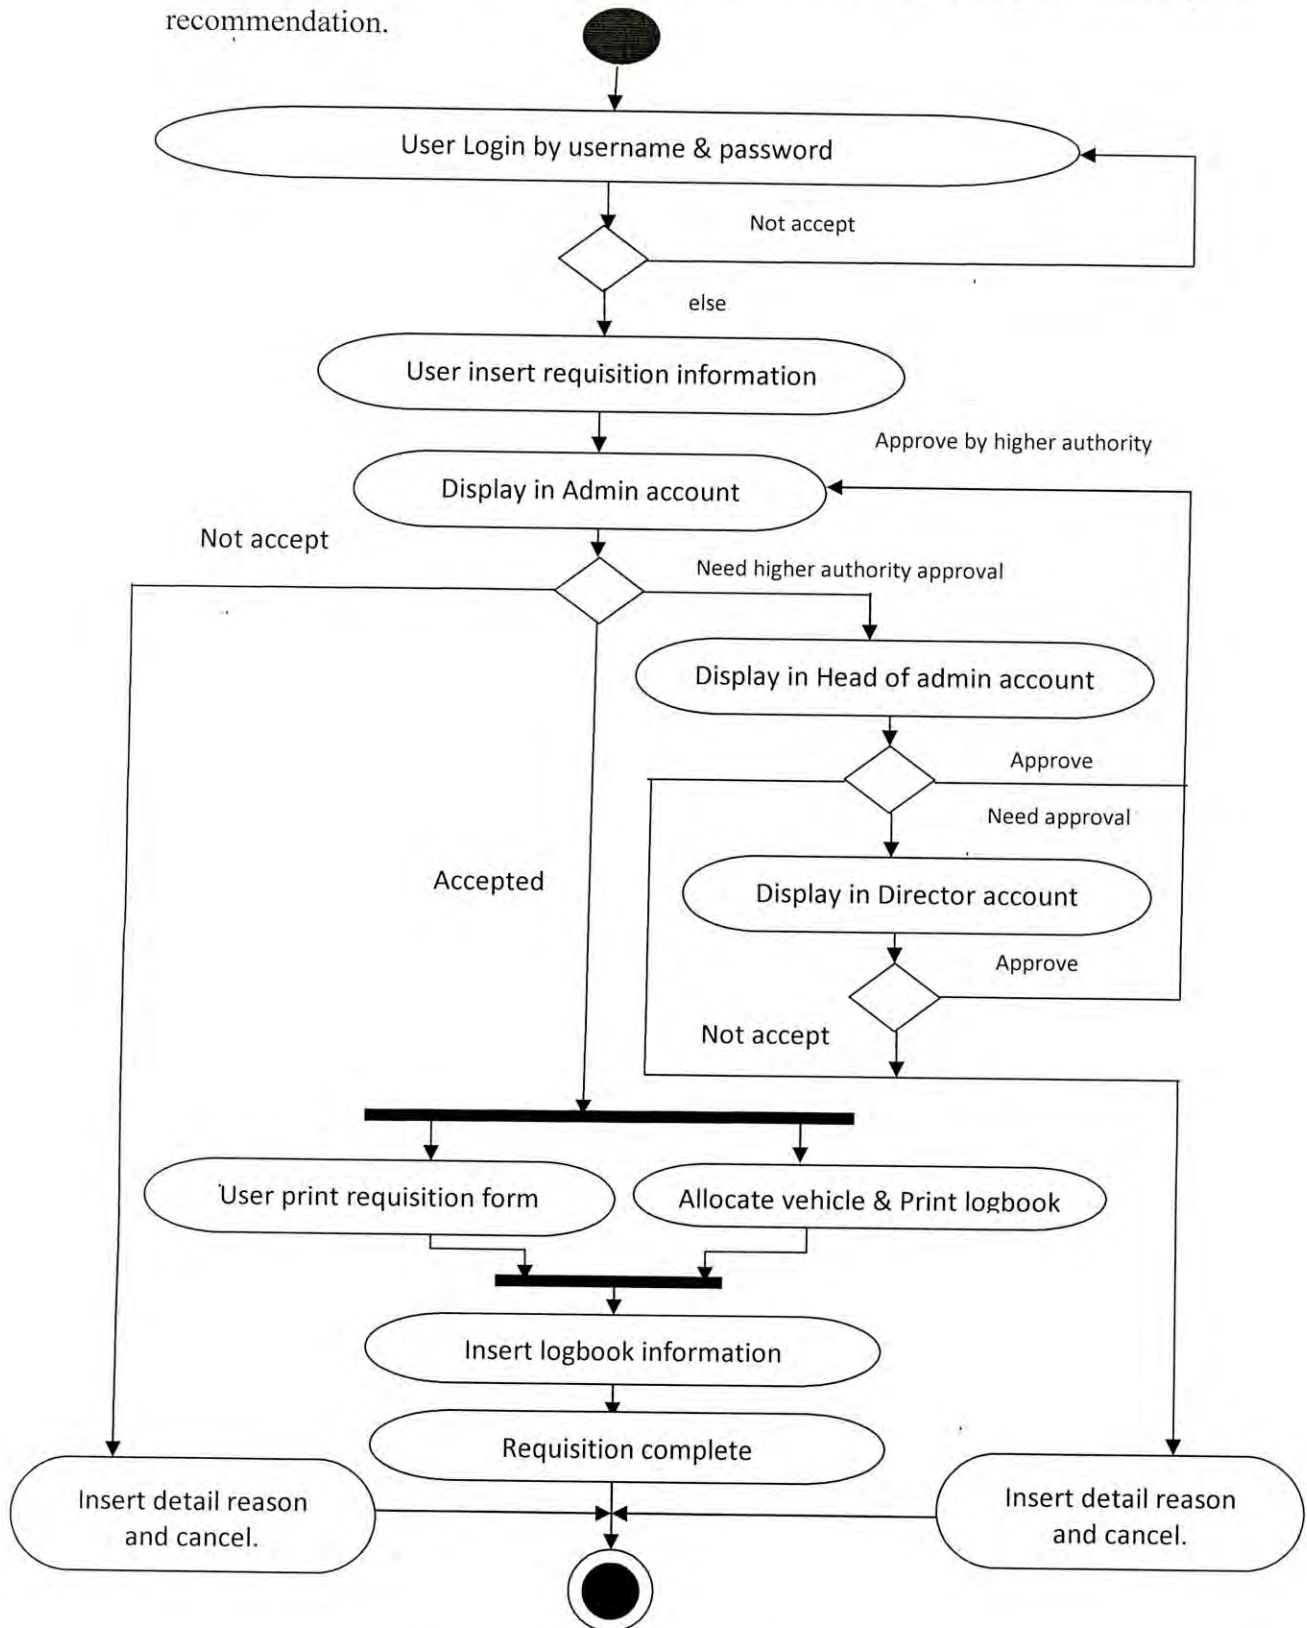 recommendation.
User Login by username & password
Not accept
else
User insert requisition information
Approve by higher authority
Display in Admin account
Not accept
Need higher authority approval
Display in Head of admin account
Approve
Need approval
Accepted
Display in Director account
Approve
Not accept
User print requisition form
Allocate vehicle & Print logbook
Insert logbook information
Requisition complete
Insert detail reason
and cancel.
Insert detail reason
and cancel.